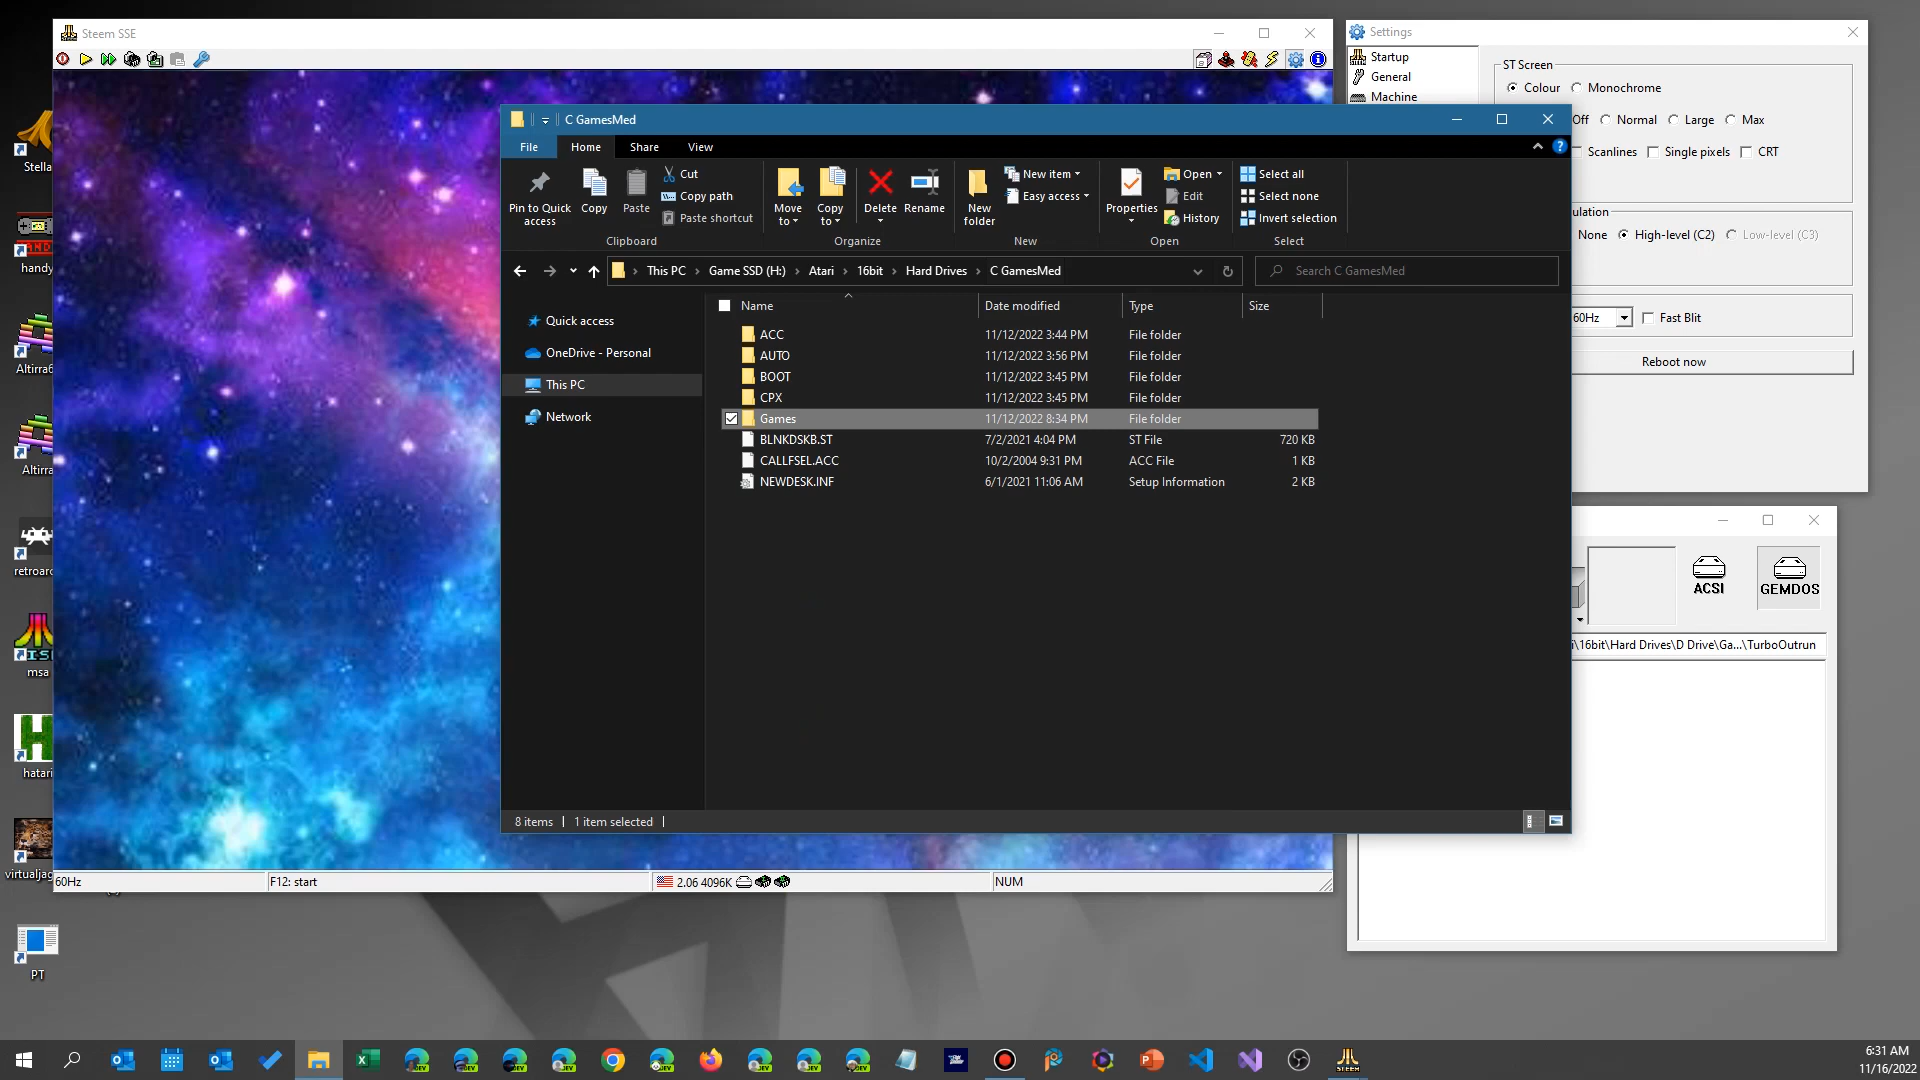 Steem SSE
Settings
Startup
General
Machine
ST Screen
Colour
Monochrome
Off
Normal
Large
Max
Scanlines
Single pixels
CRT
ulation
None
High-level (C2)
Low-level (C3)
60Hz
Fast Blit
Reboot now
C GamesMed
File
Home
Share
View
Pin to Quick access
Copy
Paste
Cut
Copy path
Paste shortcut
Clipboard
Move to
Copy to
Delete
Rename
Organize
New folder
New item
Easy access
New
Properties
Open
Edit
History
Open
Select all
Select none
Invert selection
Select
This PC
Game SSD (H:)
Atari
16bit
Hard Drives
C GamesMed
Search C GamesMed
Quick access
OneDrive - Personal
This PC
Network
Name
Date modified
Type
Size
ACC 11/12/2022 3:44 PM File folder
AUTO 11/12/2022 3:56 PM File folder
BOOT 11/12/2022 3:45 PM File folder
CPX 11/12/2022 3:45 PM File folder
Games 11/12/2022 8:34 PM File folder
BLNKDSKB.ST 7/2/2021 4:04 PM ST File 720 KB
CALLFSEL.ACC 10/2/2004 9:31 PM ACC File 1 KB
NEWDESK.INF 6/1/2021 11:06 AM Setup Information 2 KB
8 items
1 item selected
ACSI
GEMDOS
i\16bit\Hard Drives\D Drive\Ga...\TurboOutrun
Stella
handy
Altirra6
Altirra
retroarc
msa
hatari
virtualjag
PT
60Hz
F12: start
2.06 4096K
NUM
6:31 AM
11/16/2022